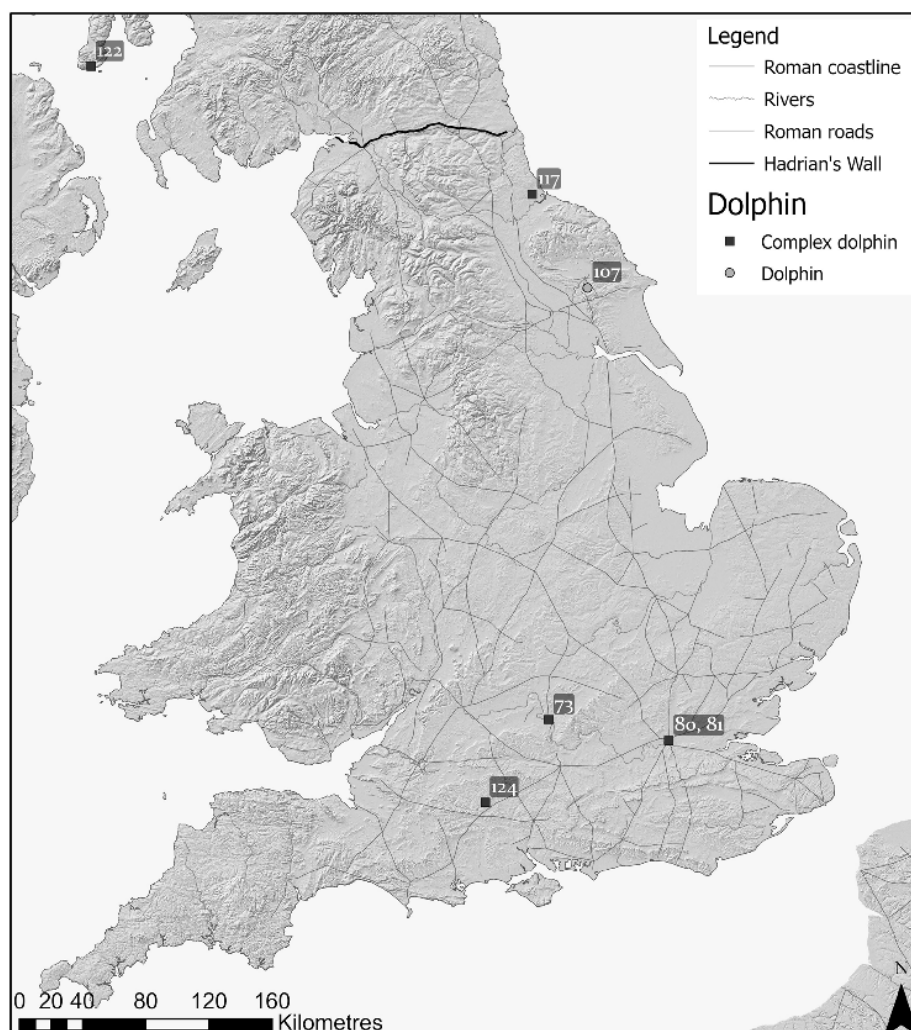 122
Legend
Roman coastline
Rivers
Roman roads
Hadrian's Wall
Dolphin
Complex dolphin
Dolphin
117
107
73
80, 81
124
N
0 20 40 80 120 160
Kilometres